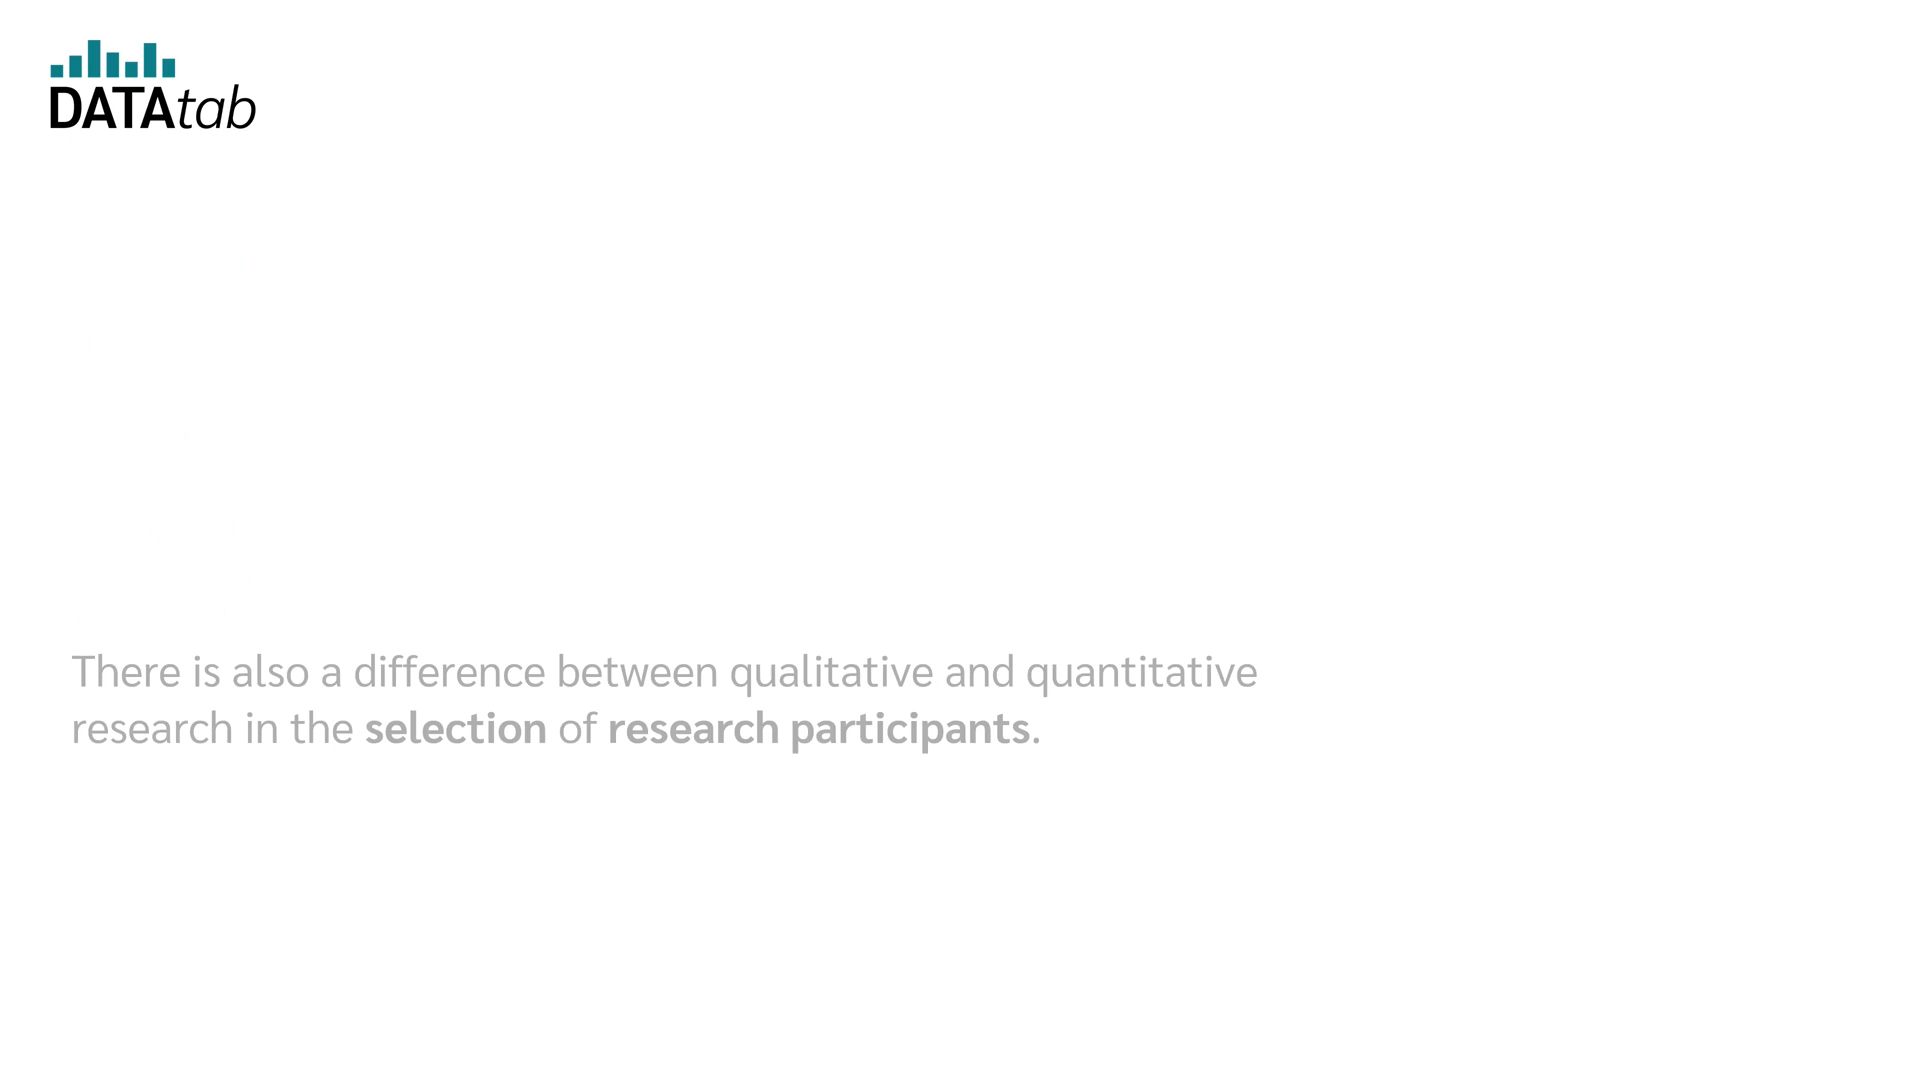 DATAtab
There is also a difference between qualitative and quantitative
research in the selection of research participants.